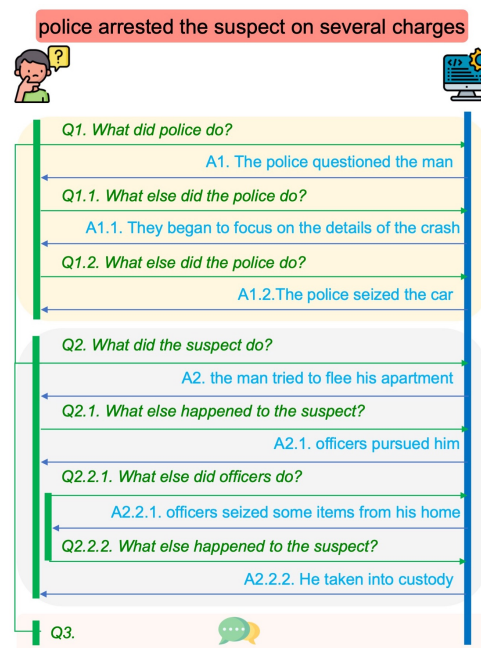 police arrested the suspect on several charges
Q1. What did police do?
A1. The police questioned the man
Q1.1. What else did the police do?
A1.1. They began to focus on the details of the crash
Q1.2. What else did the police do?
A1.2.The police seized the car
Q2. What did the suspect do?
A2. the man tried to flee his apartment
Q2.1. What else happened to the suspect?
A2.1. officers pursued him
Q2.2.1. What else did officers do?
A2.2.1. officers seized some items from his home
Q2.2.2. What else happened to the suspect?
A2.2.2. He taken into custody
Q3.